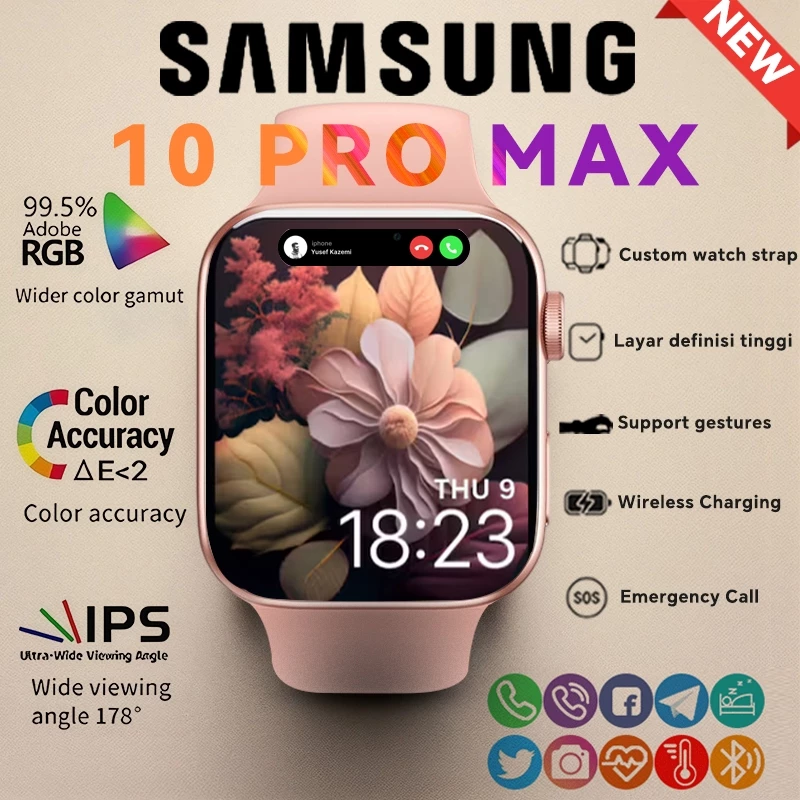 SAMSUNG
NEW
10 PRO MAX
99.5%
Adobe
RGB
Wider color gamut
iphone
Yusef Kazemi
Custom watch strap
Layar definisi tinggi
Color
Accuracy
△E<2
Color accuracy
Support gestures
THU 9
18:23
Wireless Charging
IPS
Ultra-Wide Viewing Angle
Wide viewing
angle 178°
SOS
Emergency Call